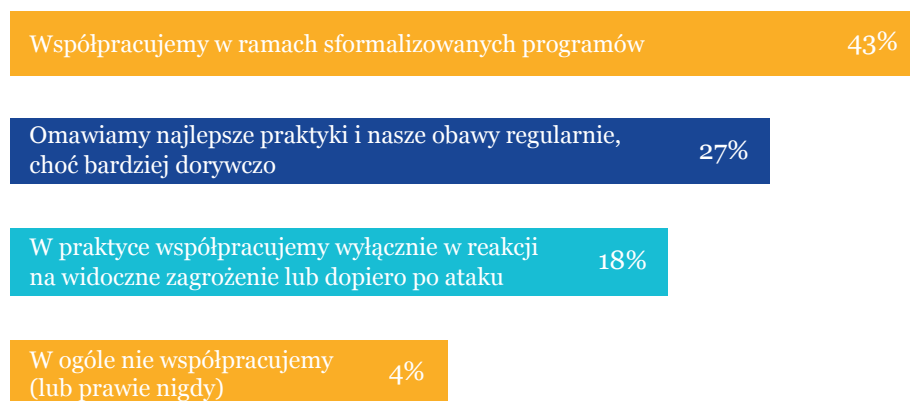 Współpracujemy w ramach sformalizowanych programów 43%
Omawiamy najlepsze praktyki i nasze obawy regularnie,
choć bardziej dorywczo 27%
W praktyce współpracujemy wyłącznie w reakcji
na widoczne zagrożenie lub dopiero po ataku 18%
W ogóle nie współpracujemy
(lub prawie nigdy) 4%